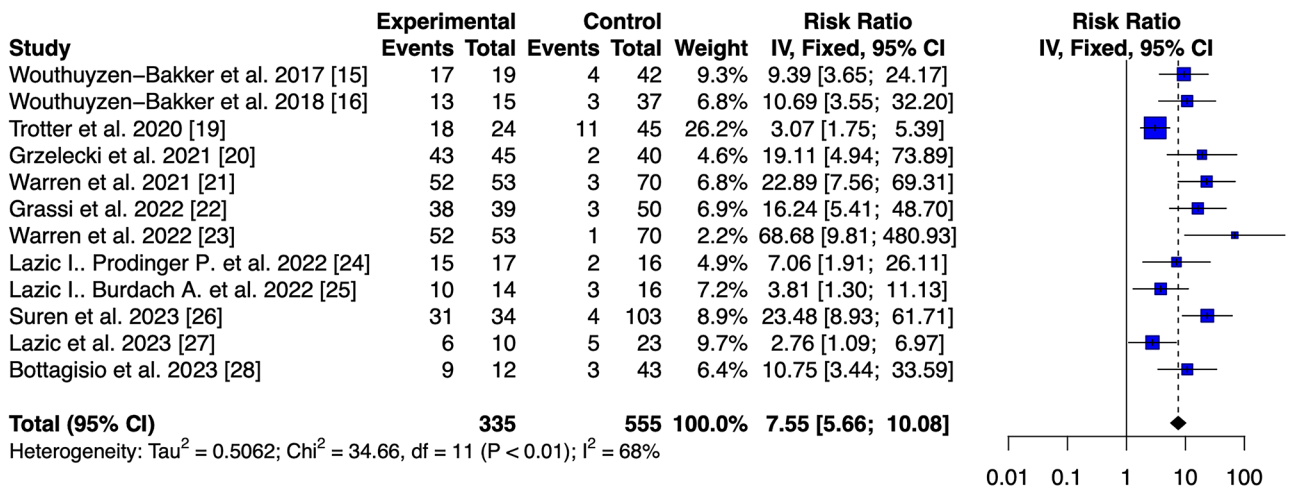 Experimental Control Risk Ratio Risk Ratio
Study Events Total Events Total Weight IV, Fixed, 95% CI IV, Fixed, 95% CI
Wouthuyzen−Bakker et al. 2017 [15] 17 19 4 42 9.3% 9.39 [3.65; 24.17]
Wouthuyzen−Bakker et al. 2018 [16] 13 15 3 37 6.8% 10.69 [3.55; 32.20]
Trotter et al. 2020 [19] 18 24 11 45 26.2% 3.07 [1.75; 5.39]
Grzelecki et al. 2021 [20] 43 45 2 40 4.6% 19.11 [4.94; 73.89]
Warren et al. 2021 [21] 52 53 3 70 6.8% 22.89 [7.56; 69.31]
Grassi et al. 2022 [22] 38 39 3 50 6.9% 16.24 [5.41; 48.70]
Warren et al. 2022 [23] 52 53 1 70 2.2% 68.68 [9.81; 480.93]
Lazic I.. Prodinger P. et al. 2022 [24] 15 17 2 16 4.9% 7.06 [1.91; 26.11]
Lazic I.. Burdach A. et al. 2022 [25] 10 14 3 16 7.2% 3.81 [1.30; 11.13]
Suren et al. 2023 [26] 31 34 4 103 8.9% 23.48 [8.93; 61.71]
Lazic et al. 2023 [27] 6 10 5 23 9.7% 2.76 [1.09; 6.97]
Bottagisio et al. 2023 [28] 9 12 3 43 6.4% 10.75 [3.44; 33.59]
Total (95% CI) 335 555 100.0% 7.55 [5.66; 10.08]
Heterogeneity: Tau² = 0.5062; Chi² = 34.66, df = 11 (P < 0.01); I² = 68%
0.01 0.1 1 10 100